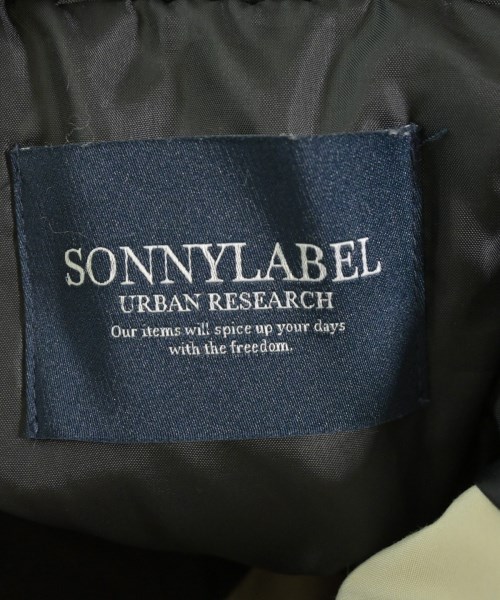 SONNYLABEL
URBAN RESEARCH
Our items will spice up your days
with the freedom.